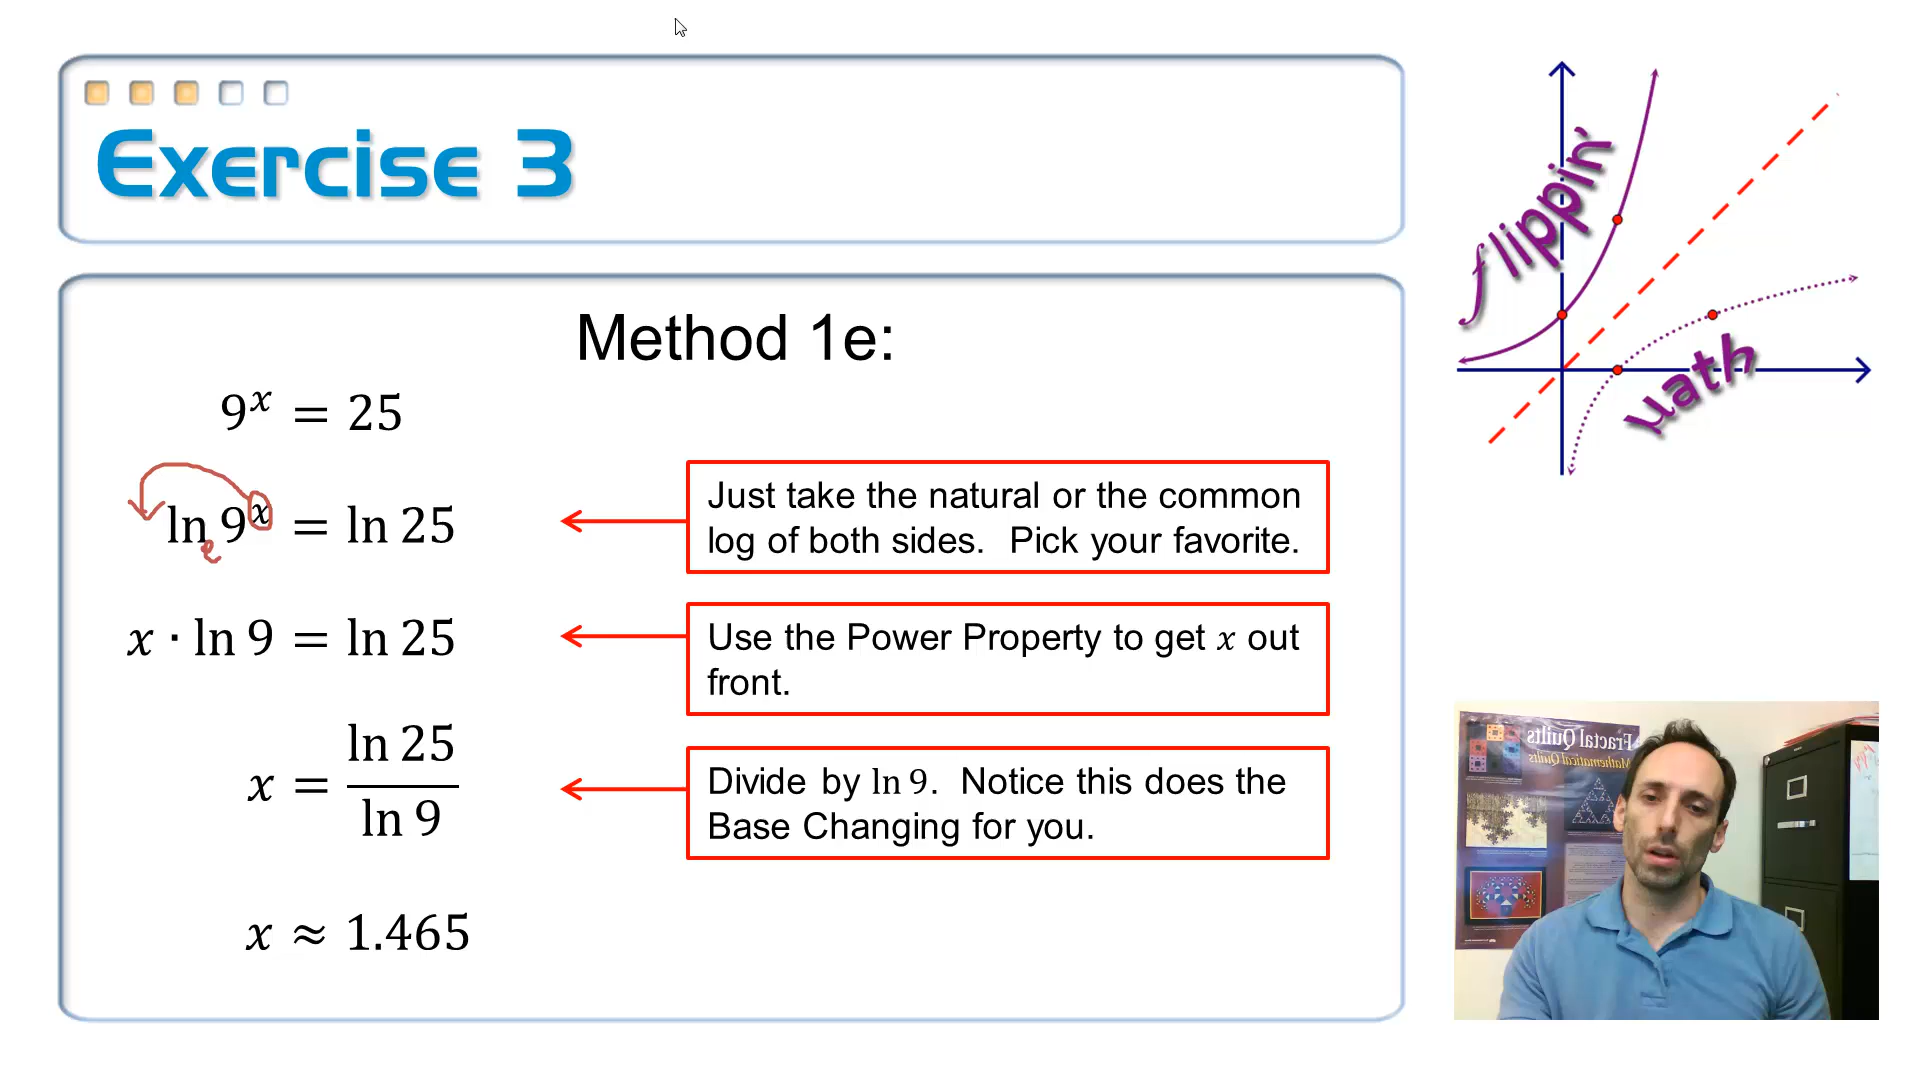 Exercise 3
flippin'
math
Method 1e:
9^x = 25
ln 9^x = ln 25
e
Just take the natural or the common
log of both sides. Pick your favorite.
x · ln 9 = ln 25
Use the Power Property to get x out
front.
x = ln 25 / ln 9
Divide by ln 9. Notice this does the
Base Changing for you.
x ≈ 1.465
Fractal Quilts
Mathematical Quilts